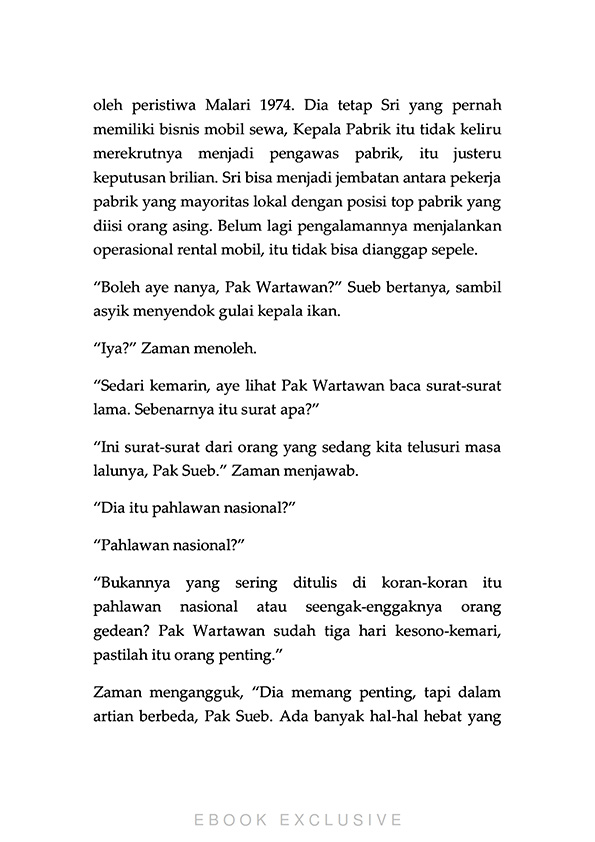 oleh peristiwa Malari 1974. Dia tetap Sri yang pernah
memiliki bisnis mobil sewa, Kepala Pabrik itu tidak keliru
merekrutnya menjadi pengawas pabrik, itu justeru
keputusan brilian. Sri bisa menjadi jembatan antara pekerja
pabrik yang mayoritas lokal dengan posisi top pabrik yang
diisi orang asing. Belum lagi pengalamannya menjalankan
operasional rental mobil, itu tidak bisa dianggap sepele.
“Boleh aye nanya, Pak Wartawan?” Sueb bertanya, sambil
asyik menyendok gulai kepala ikan.
“Iya?” Zaman menoleh.
“Sedari kemarin, aye lihat Pak Wartawan baca surat-surat
lama. Sebenarnya itu surat apa?”
“Ini surat-surat dari orang yang sedang kita telusuri masa
lalunya, Pak Sueb.” Zaman menjawab.
“Dia itu pahlawan nasional?”
“Pahlawan nasional?”
“Bukannya yang sering ditulis di koran-koran itu
pahlawan nasional atau seengak-enggaknya orang
gedean? Pak Wartawan sudah tiga hari kesono-kemari,
pastilah itu orang penting.”
Zaman mengangguk, “Dia memang penting, tapi dalam
artian berbeda, Pak Sueb. Ada banyak hal-hal hebat yang
EBOOK EXCLUSIVE